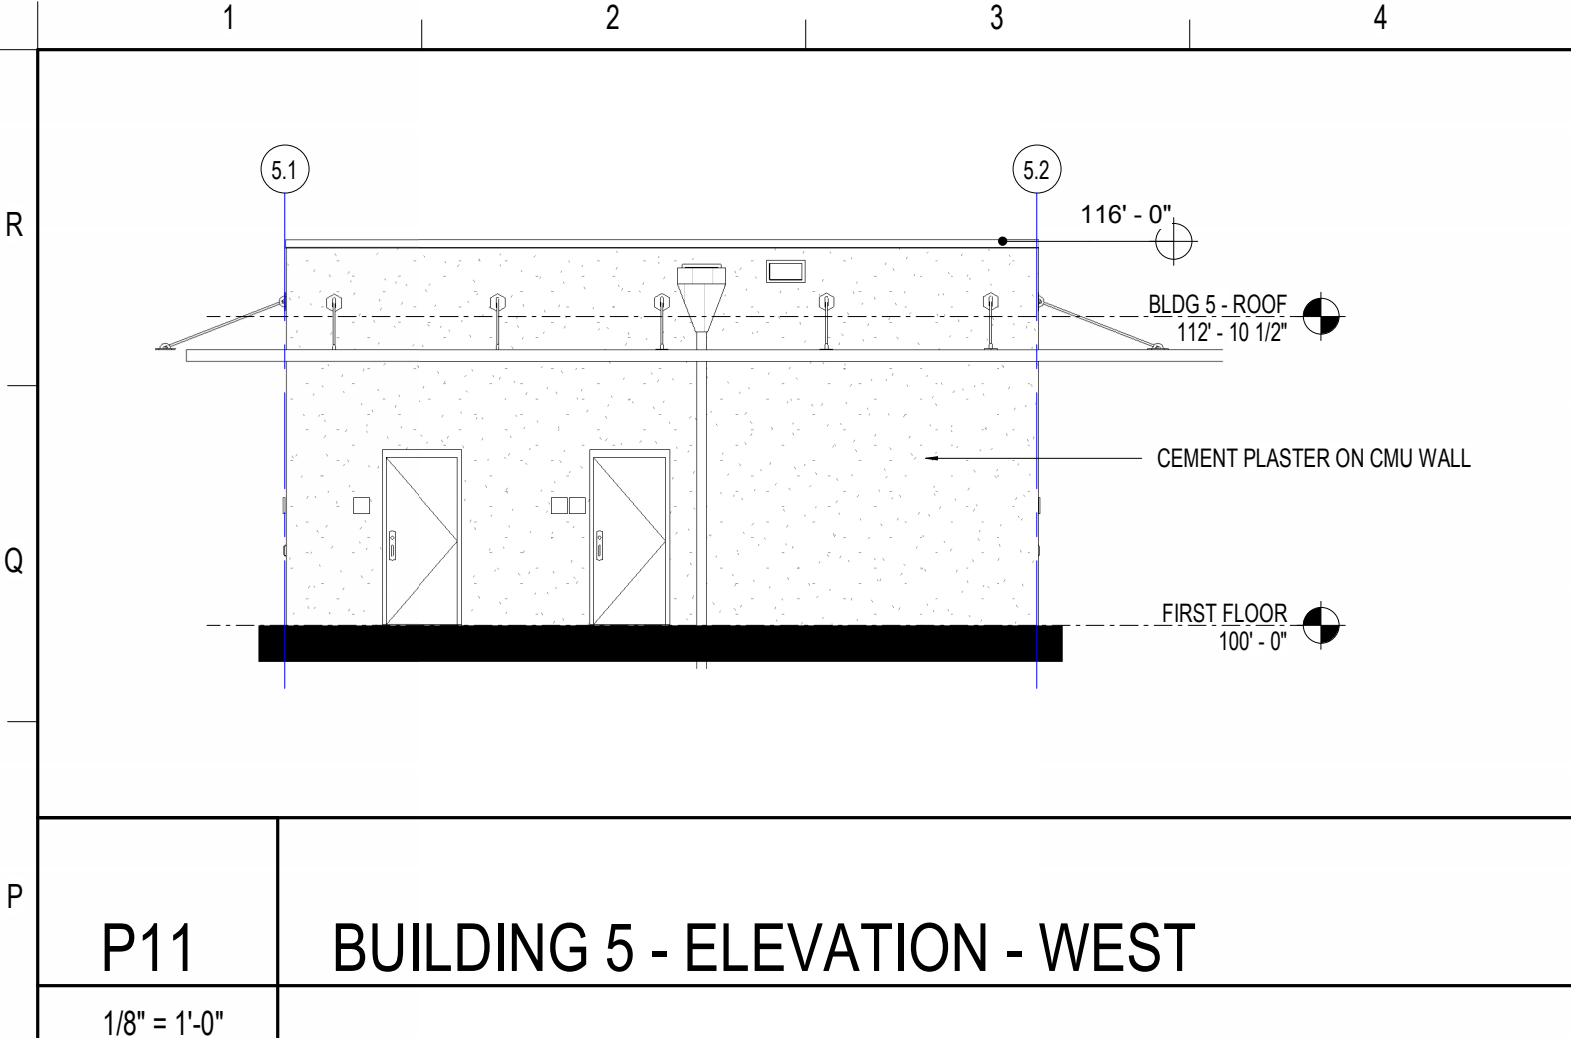 1
2
3
4
5.1
5.2
R
116' - 0"
BLDG 5 - ROOF
112' - 10 1/2"
CEMENT PLASTER ON CMU WALL
Q
FIRST FLOOR
100' - 0"
P
P11
BUILDING 5 - ELEVATION - WEST
1/8" = 1'-0"